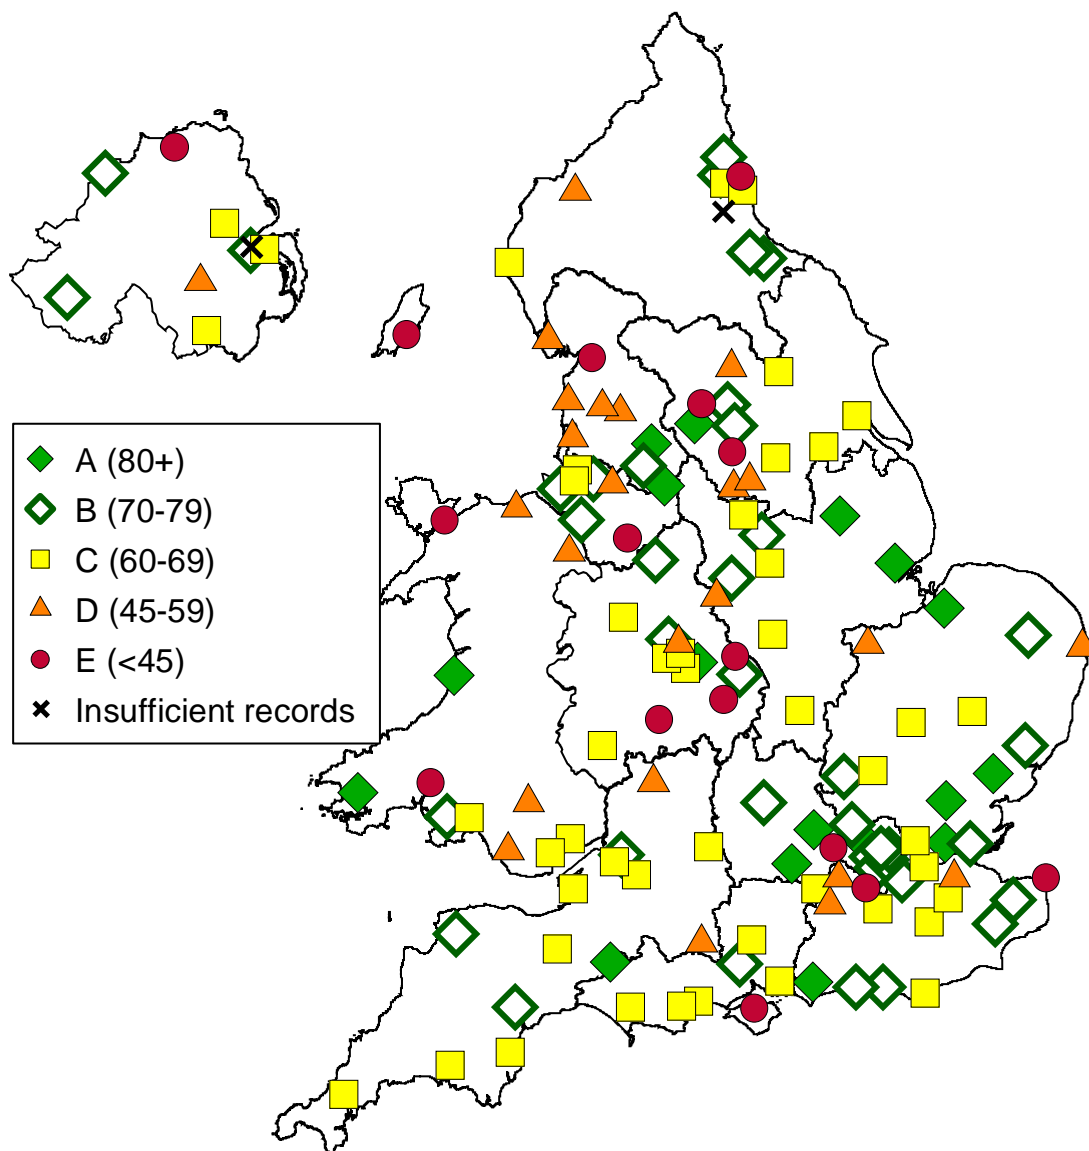 A (80+)
B (70-79)
C (60-69)
D (45-59)
E (<45)
Insufficient records